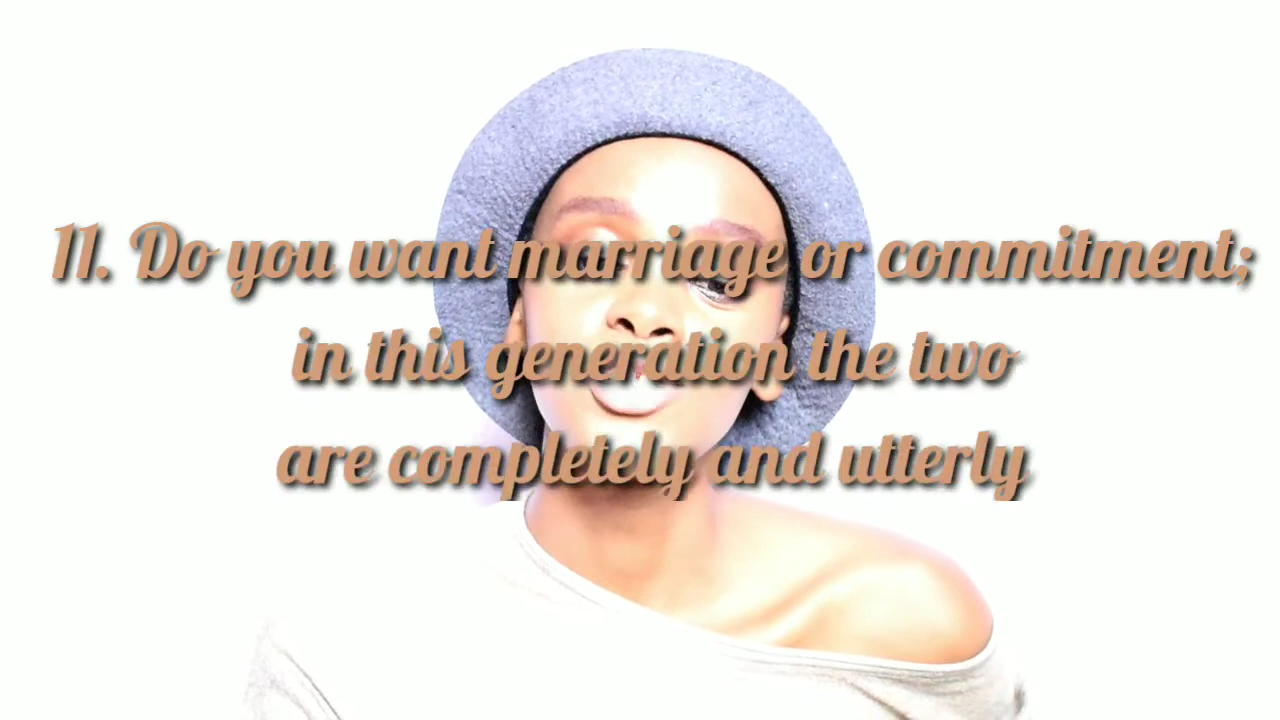 11. Do you want marriage or commitment;
in this generation the two
are completely and utterly